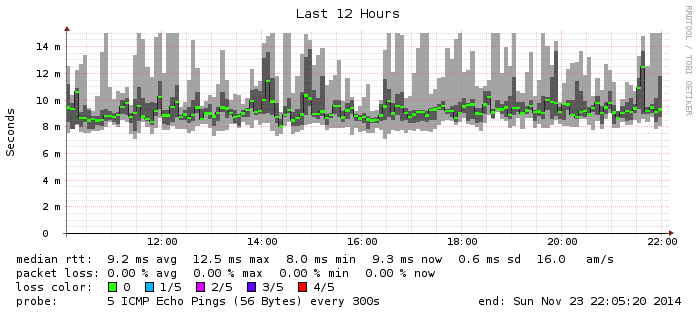 Last 12 Hours
RRDTOOL / TOBI OETIKER
Seconds
14 m
12 m
10 m
8 m
6 m
4 m
2 m
0
12:00 14:00 16:00 18:00 20:00 22:00
median rtt: 9.2 ms avg 12.5 ms max 8.0 ms min 9.3 ms now 0.6 ms sd 16.0 am/s
packet loss: 0.00 % avg 0.00 % max 0.00 % min 0.00 % now
loss color: 0 1/5 2/5 3/5 4/5
probe: 5 ICMP Echo Pings (56 Bytes) every 300s end: Sun Nov 23 22:05:20 2014